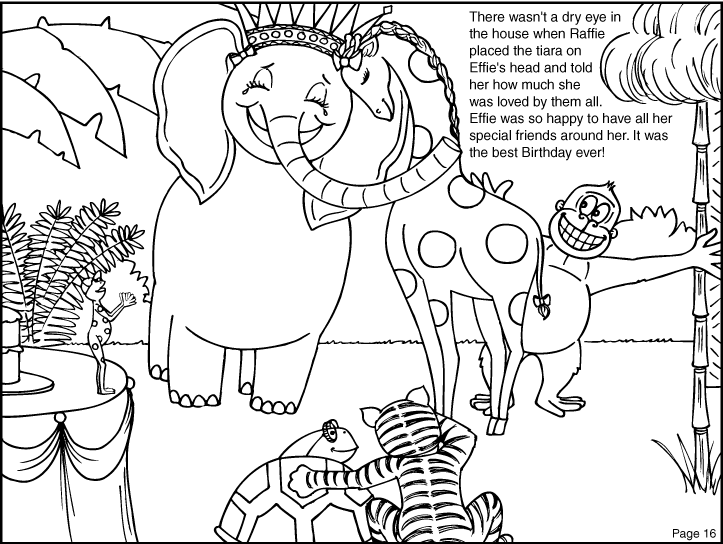 There wasn't a dry eye in
the house when Raffie
placed the tiara on
Effie's head and told
her how much she
was loved by them all.
Effie was so happy to have all her
special friends around her. It was
the best Birthday ever!
Page 16